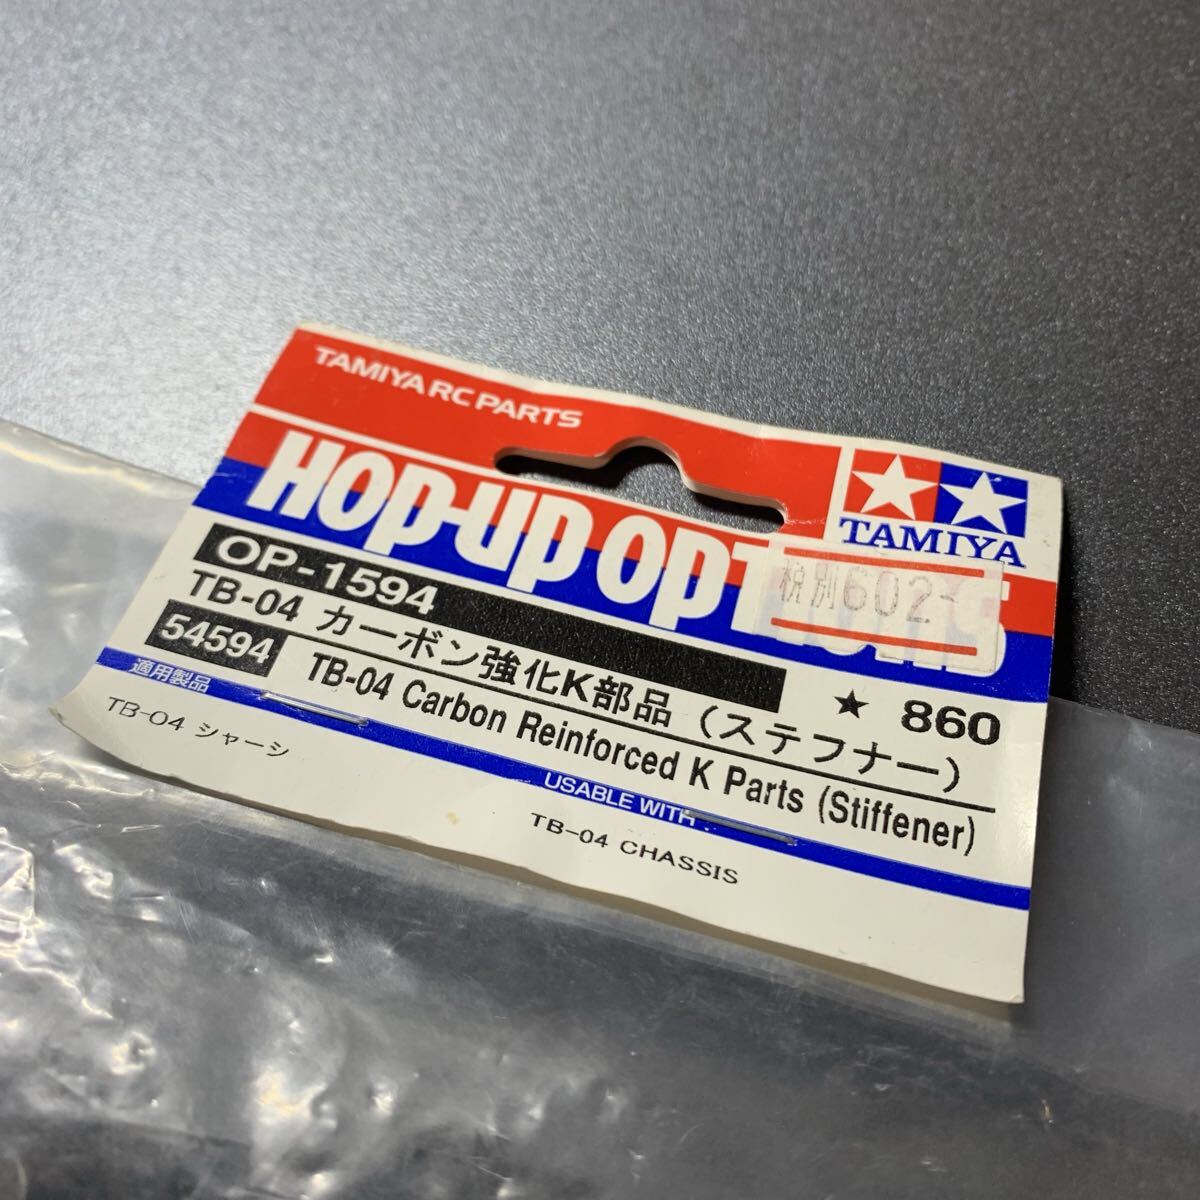 TAMIYA RC PARTS
HOP-UP OPTIONS
TAMIYA
税別602-
OP-1594
TB-04 カーボン強化K部品 (ステフナー)
★ 860
54594
TB-04 Carbon Reinforced K Parts (Stiffener)
適用製品
USABLE WITH
TB-04 シャーシ
TB-04 CHASSIS